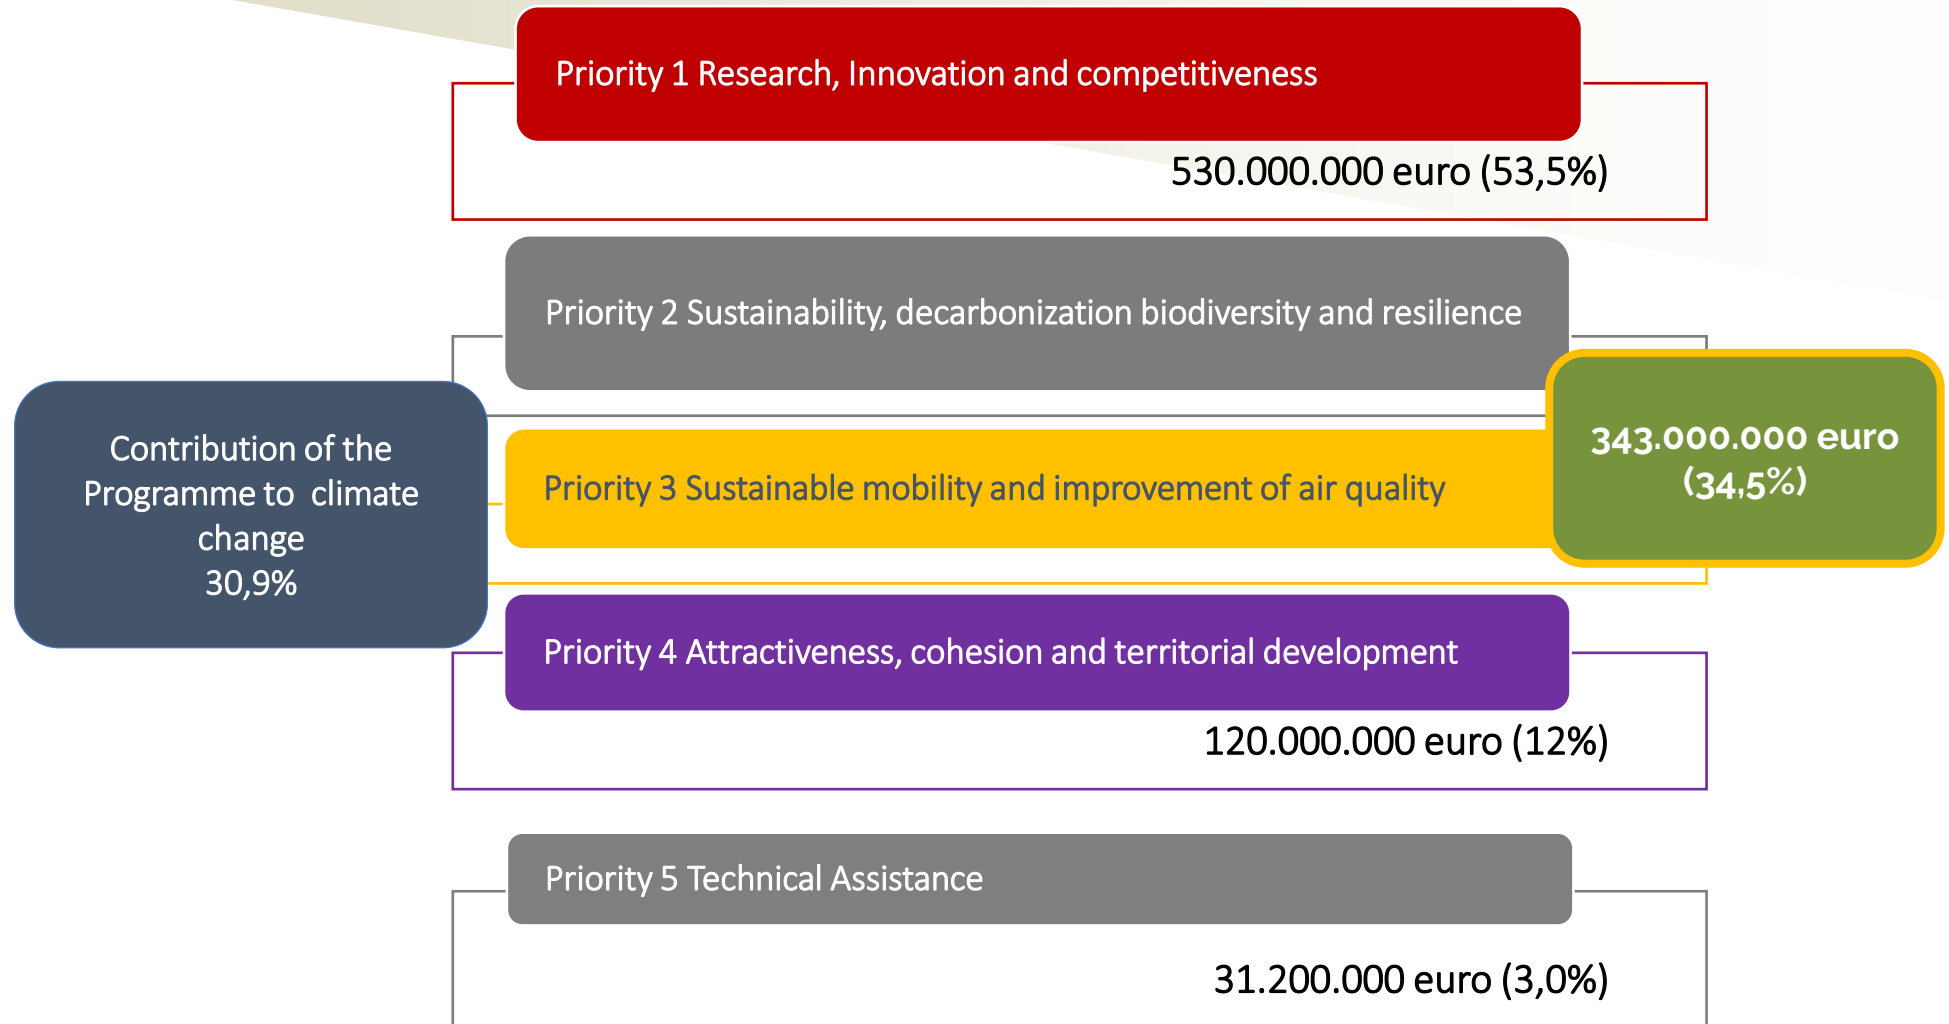 Priority 1 Research, Innovation and competitiveness
530.000.000 euro (53,5%)
Priority 2 Sustainability, decarbonization biodiversity and resilience
Contribution of the
Programme to  climate
change
30,9%
343.000.000 euro
(34,5%)
Priority 3 Sustainable mobility and improvement of air quality
Priority 4 Attractiveness, cohesion and territorial development
120.000.000 euro (12%)
Priority 5 Technical Assistance
31.200.000 euro (3,0%)